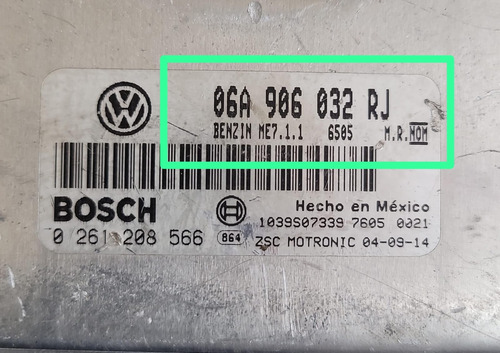 06A 906 032 RJ
BENZIN ME7.1.1 6505 M.R.NOM
BOSCH
Hecho en México
1039S07339 7605 0021
0 261 208 566 864 ZSC MOTRONIC 04-09-14